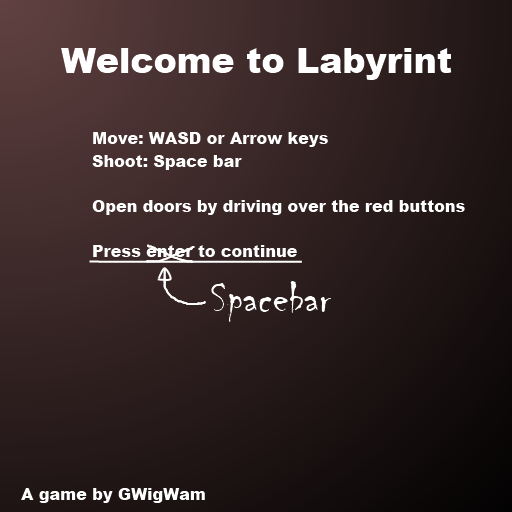 Welcome to Labyrint
Move: WASD or Arrow keys
Shoot: Space bar
Open doors by driving over the red buttons
Press enter to continue
Spacebar
A game by GWigWam